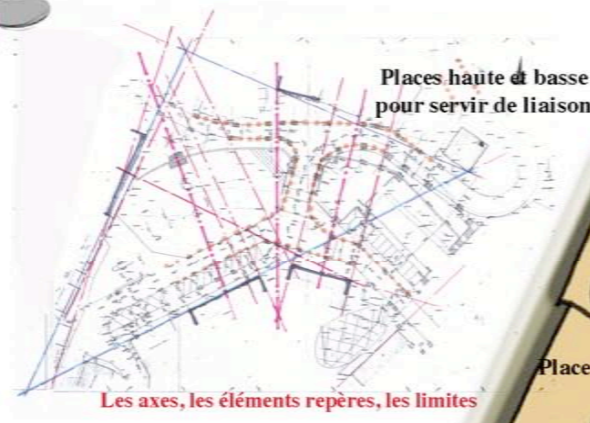 Places haute et basse
pour servir de liaison
Place
Les axes, les éléments repères, les limites